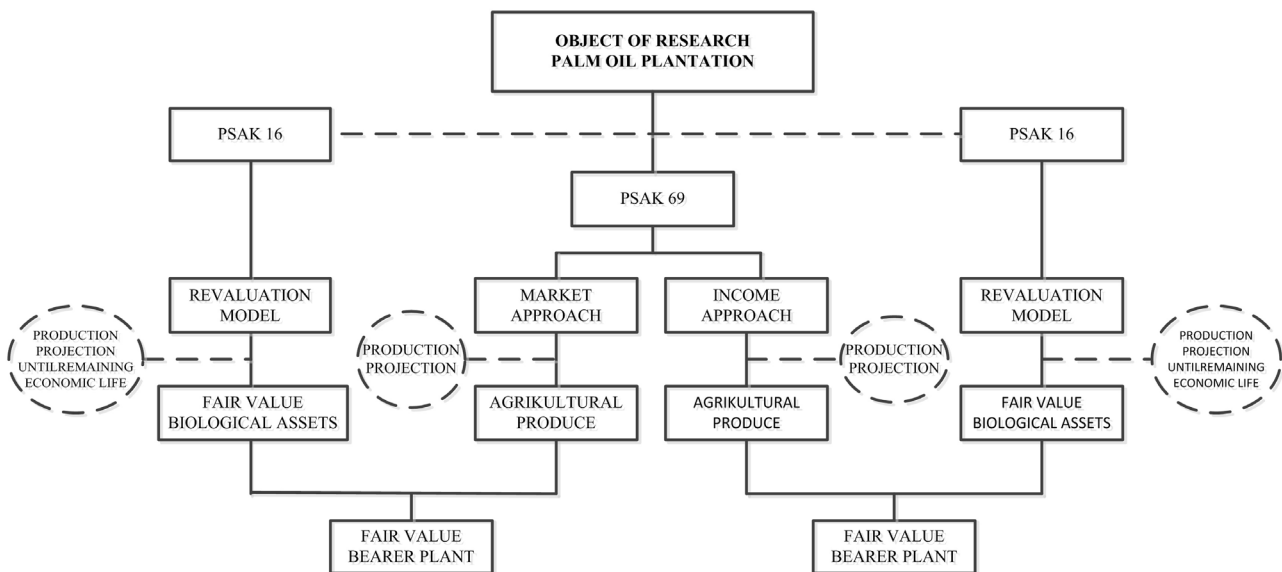 OBJECT OF RESEARCH
PALM OIL PLANTATION
PSAK 16
PSAK 16
PSAK 69
REVALUATION
MODEL
MARKET
APPROACH
INCOME
APPROACH
REVALUATION
MODEL
PRODUCTION
PROJECTION
UNTILREMAINING
ECONOMIC LIFE
PRODUCTION
PROJECTION
PRODUCTION
PROJECTION
PRODUCTION
PROJECTION
UNTILREMAINING
ECONOMIC LIFE
FAIR VALUE
BIOLOGICAL ASSETS
AGRIKULTURAL
PRODUCE
AGRIKULTURAL
PRODUCE
FAIR VALUE
BIOLOGICAL ASSETS
FAIR VALUE
BEARER PLANT
FAIR VALUE
BEARER PLANT